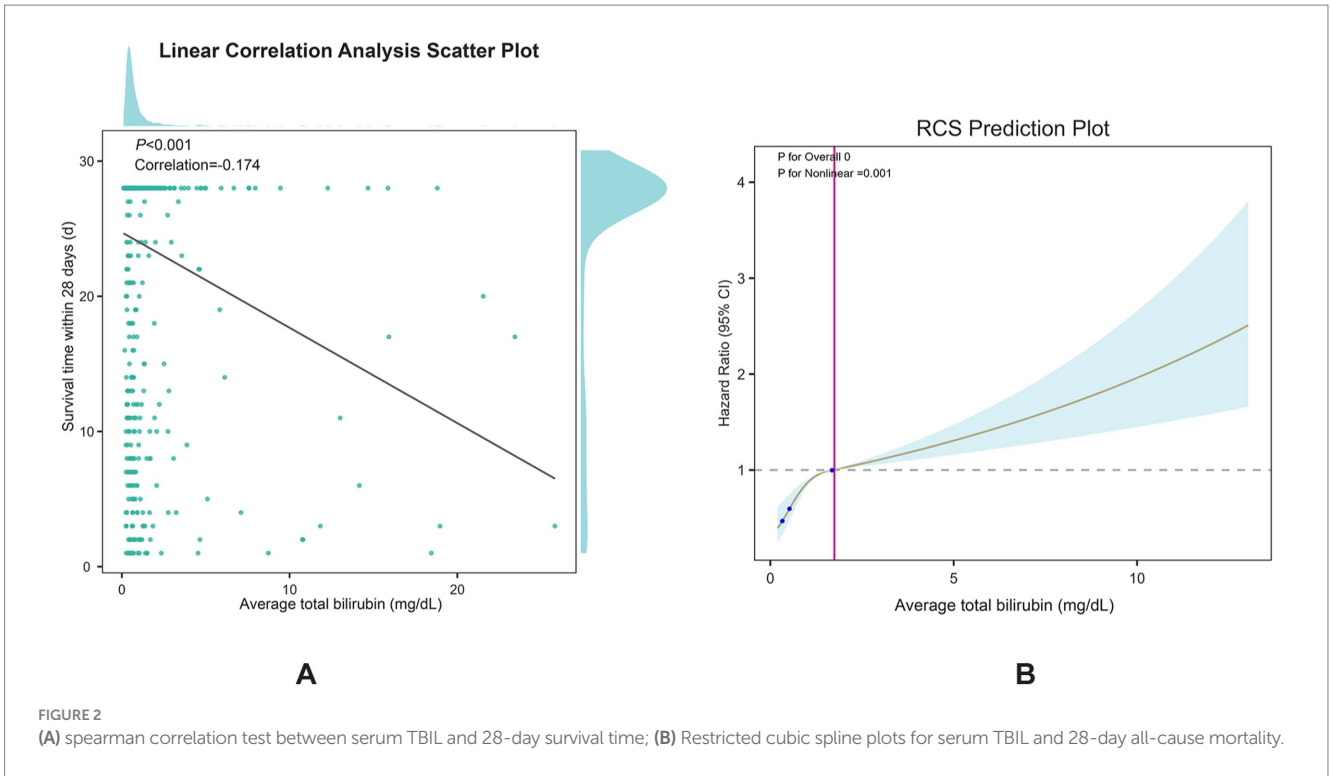 Linear Correlation Analysis Scatter Plot
P<0.001
Correlation=-0.174
30
20
10
0
Survival time within 28 days (d)
0 10 20
Average total bilirubin (mg/dL)
A
RCS Prediction Plot
P for Overall 0
P for Nonlinear =0.001
4
3
2
1
Hazard Ratio (95% CI)
0 5 10
Average total bilirubin (mg/dL)
B
FIGURE 2
(A) spearman correlation test between serum TBIL and 28-day survival time; (B) Restricted cubic spline plots for serum TBIL and 28-day all-cause mortality.